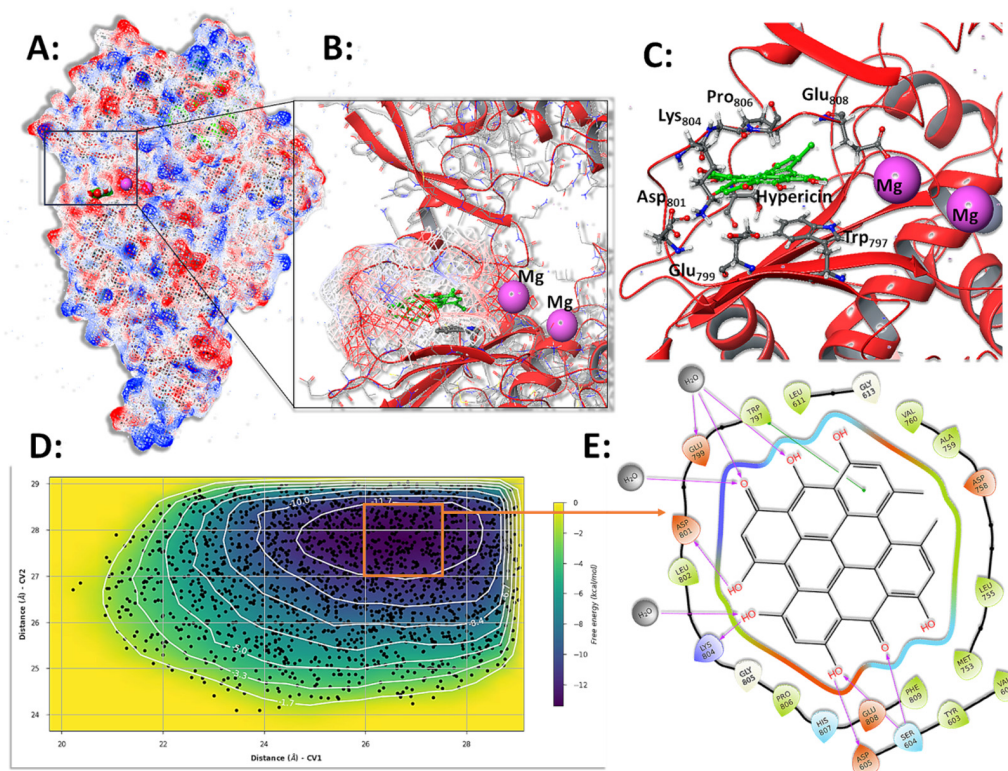 A:
B:
Mg
Mg
C:
Pro806
Glu808
Lys804
Mg
Asp801
Hypericin
Mg
Trp797
Glu799
D:
29
28
27
26
25
24
20
22
24
26
28
Distance (Å) - CV2
Distance (Å) - CV1
-10.0
-11.7
-8.4
-5.0
-3.3
-1.7
0
-2
-4
-6
-8
-10
-12
Free energy (kcal/mol)
E:
H₂O
TRP
797
LEU
611
GLY
613
VAL
760
ALA
759
GLU
799
ASP
758
H₂O
OH
OH
O
ASP
801
LEU
802
HO
H₂O
HO
HO
O
HO
LEU
755
LYS
804
GLY
805
PRO
806
HIS
807
GLU
808
PHE
809
MET
753
ASP
605
SER
604
TYR
603